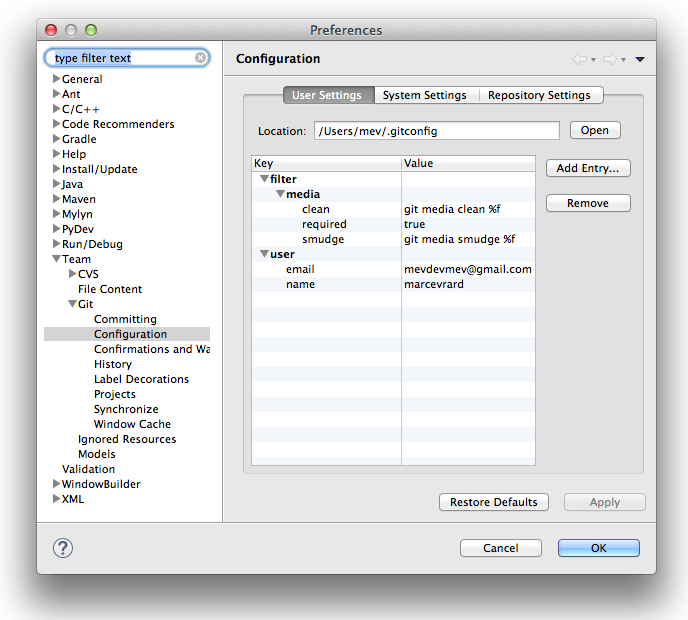 Preferences
type filter text
General
Ant
C/C++
Code Recommenders
Gradle
Help
Install/Update
Java
Maven
Mylyn
PyDev
Run/Debug
Team
CVS
File Content
Git
Committing
Configuration
Confirmations and Wa
History
Label Decorations
Projects
Synchronize
Window Cache
Ignored Resources
Models
Validation
WindowBuilder
XML
Configuration
User Settings System Settings Repository Settings
Location: /Users/mev/.gitconfig Open
Key Value
Add Entry...
Remove
filter
media
clean git media clean %f
required true
smudge git media smudge %f
user
email mevdevmev@gmail.com
name marcevrard
Restore Defaults Apply
? Cancel OK